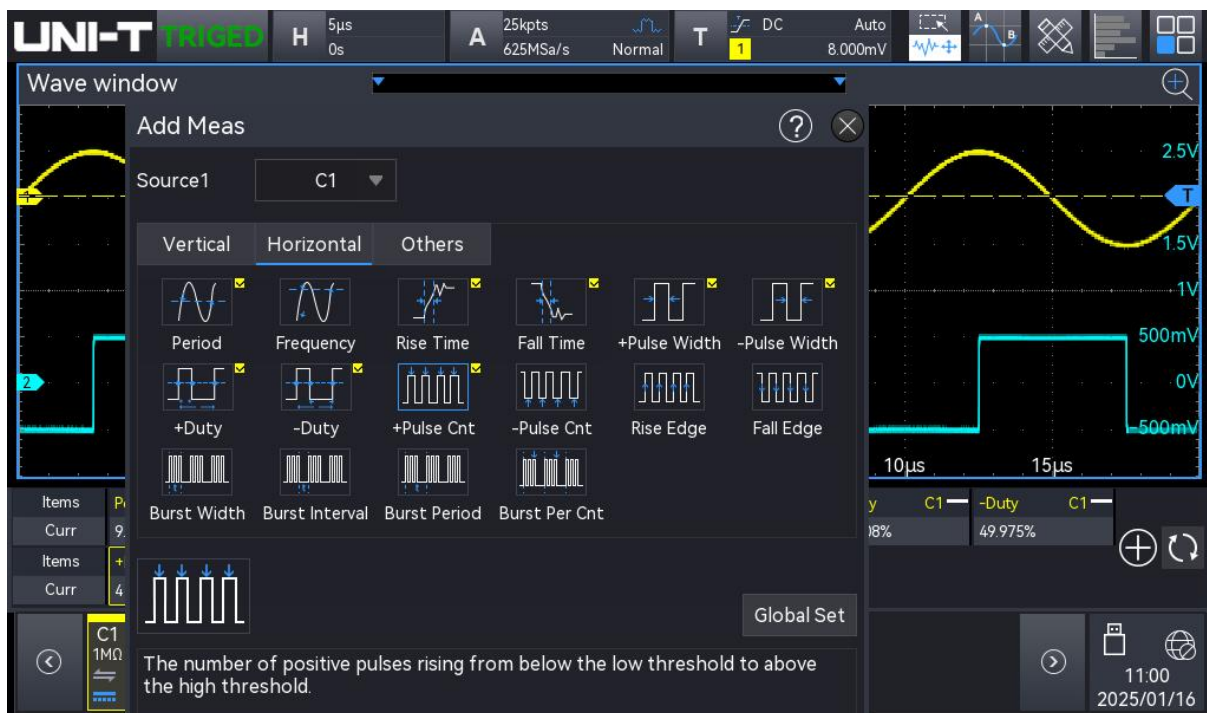 UNI-T TRIGED H 5µs 0s A 25kpts 625MSa/s Normal T DC Auto 1 8.000mV A B
Wave window
Add Meas ?
Source1 C1
2.5V
1 T
Vertical Horizontal Others
1.5V
1V
Period Frequency Rise Time Fall Time +Pulse Width -Pulse Width
500mV
2 0V
+Duty -Duty +Pulse Cnt -Pulse Cnt Rise Edge Fall Edge
-500mV
10µs 15µs
Burst Width Burst Interval Burst Period Burst Per Cnt
Items C1 -Duty C1
Curr 9. 49.975%
Items +
Curr 4
Global Set
C1
1MΩ
The number of positive pulses rising from below the low threshold to above
the high threshold.
11:00
2025/01/16